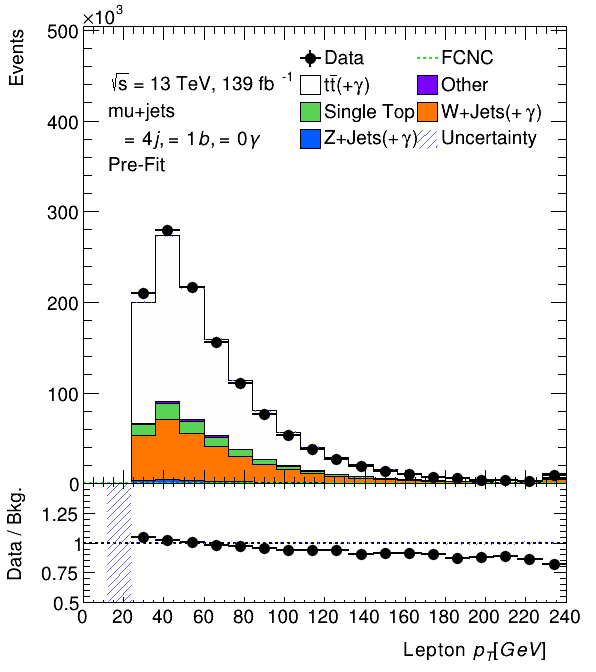 ×10³
Events
500
400
300
200
100
0
√s = 13 TeV, 139 fb⁻¹
mu+jets
= 4j, = 1b, = 0γ
Pre-Fit
Data
FCNC
tt̄(+γ)
Other
Single Top
W+Jets(+γ)
Z+Jets(+γ)
Uncertainty
Data / Bkg.
1.25
1
0.75
0.5
0 20 40 60 80 100 120 140 160 180 200 220 240
Lepton p_T[GeV]